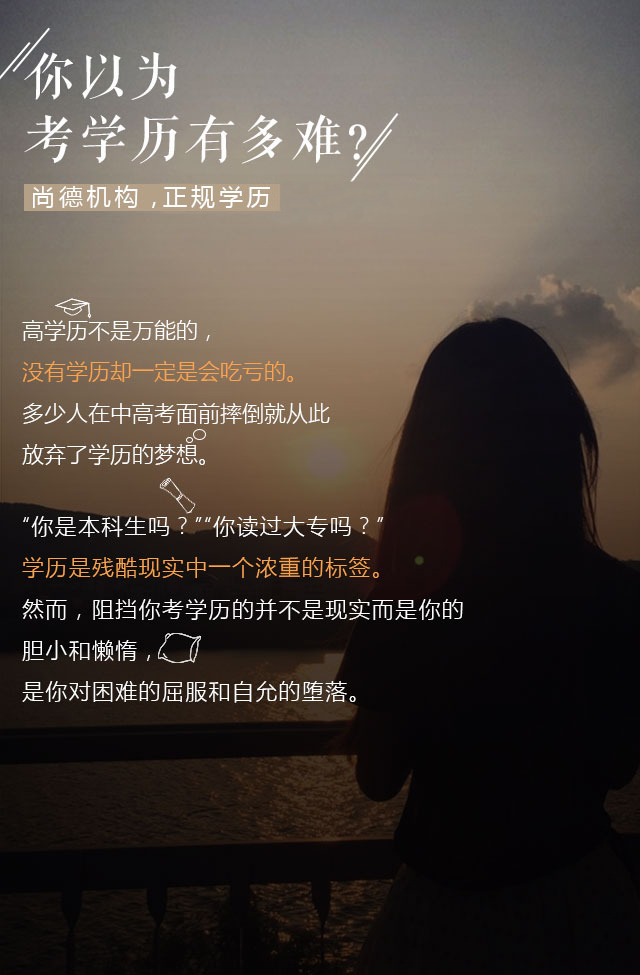 你以为
考学历有多难?
尚德机构,正规学历
高学历不是万能的，
没有学历却一定是会吃亏的。
多少人在中高考面前摔倒就从此
放弃了学历的梦想。
“你是本科生吗？”“你读过大专吗？”
学历是残酷现实中一个浓重的标签。
然而，阻挡你考学历的并不是现实而是你的
胆小和懒惰，
是你对困难的屈服和自允的堕落。